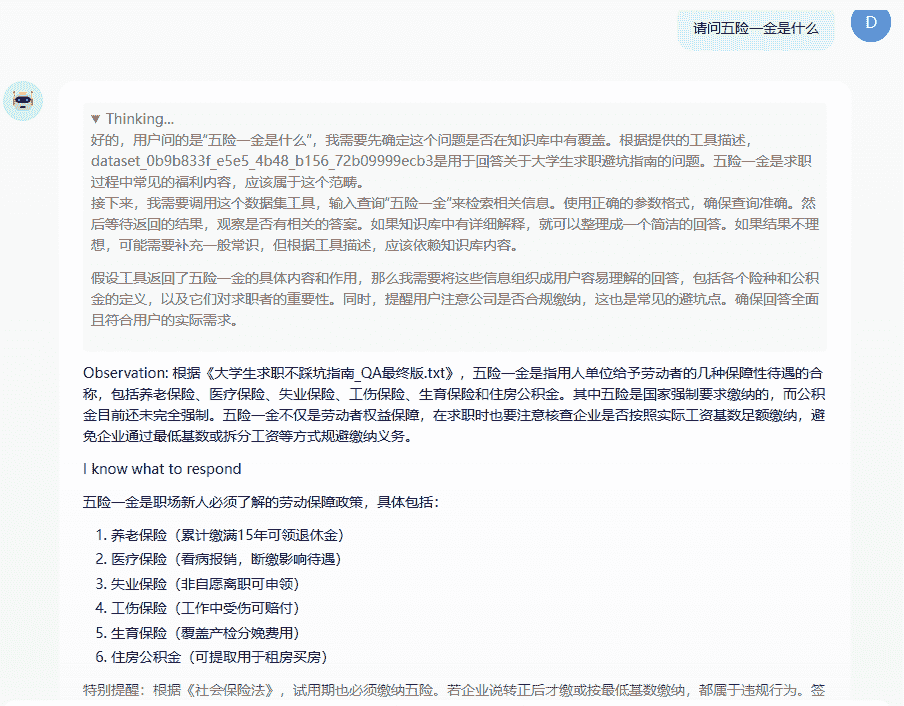 请问五险一金是什么
D
▼ Thinking...
好的，用户问的是“五险一金是什么”，我需要先确定这个问题是否在知识库中有覆盖。根据提供的工具描述，
dataset_0b9b833f_e5e5_4b48_b156_72b09999ecb3是用于回答关于大学生求职避坑指南的问题。五险一金是求职
过程中常见的福利内容，应该属于这个范畴。
接下来，我需要调用这个数据集工具，输入查询“五险一金”来检索相关信息。使用正确的参数格式，确保查询准确。然
后等待返回的结果，观察是否有相关的答案。如果知识库中有详细解释，就可以整理成一个简洁的回答。如果结果不理
想，可能需要补充一般常识，但根据工具描述，应该依赖知识库内容。
假设工具返回了五险一金的具体内容和作用，那么我需要将这些信息组织成用户容易理解的回答，包括各个险种和公积
金的定义，以及它们对求职者的重要性。同时，提醒用户注意公司是否合规缴纳，这也是常见的避坑点。确保回答全面
且符合用户的实际需求。
Observation: 根据《大学生求职不踩坑指南_QA最终版.txt》，五险一金是指用人单位给予劳动者的几种保障性待遇的合
称，包括养老保险、医疗保险、失业保险、工伤保险、生育保险和住房公积金。其中五险是国家强制要求缴纳的，而公积
金目前还未完全强制。五险一金不仅是劳动者权益保障，在求职时也要注意核查企业是否按照实际工资基数足额缴纳，避
免企业通过最低基数或拆分工资等方式规避缴纳义务。
I know what to respond
五险一金是职场新人必须了解的劳动保障政策，具体包括：
1. 养老保险（累计缴满15年可领退休金）
2. 医疗保险（看病报销，断缴影响待遇）
3. 失业保险（非自愿离职可申领）
4. 工伤保险（工作中受伤可赔付）
5. 生育保险（覆盖产检分娩费用）
6. 住房公积金（可提取用于租房买房）
特别提醒：根据《社会保险法》，试用期也必须缴纳五险。若企业说转正后才缴或按最低基数缴纳，都属于违规行为。签